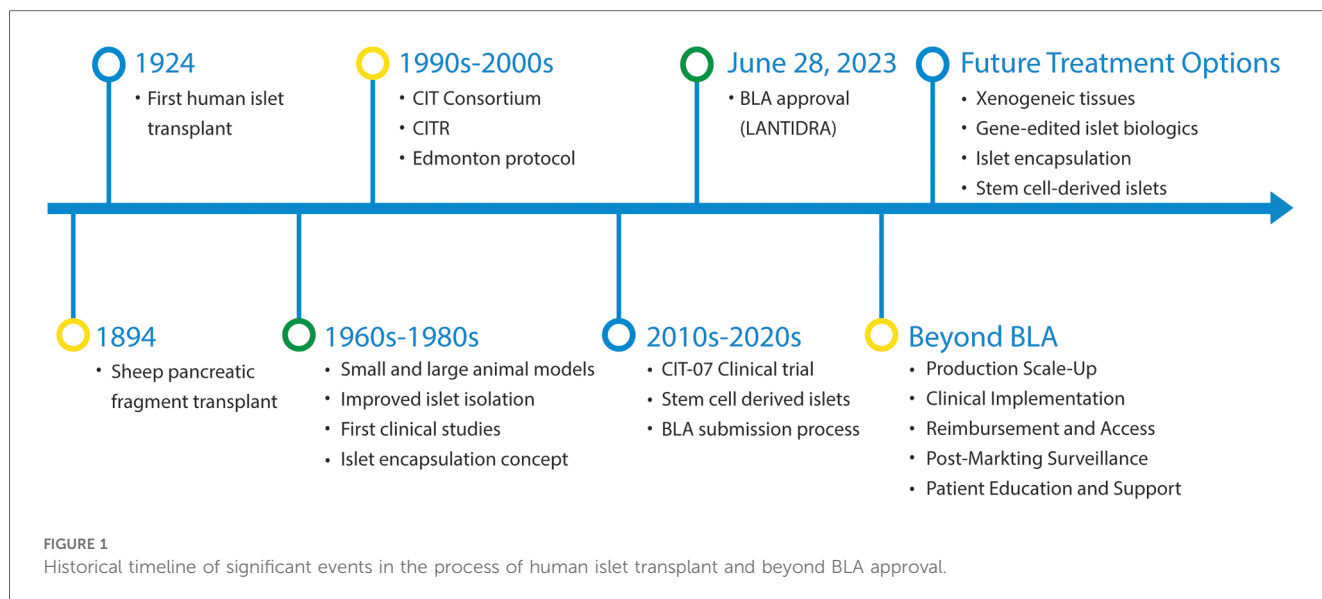 1924
• First human islet
transplant
1990s-2000s
• CIT Consortium
• CITR
• Edmonton protocol
June 28, 2023
• BLA approval
(LANTIDRA)
Future Treatment Options
• Xenogeneic tissues
• Gene-edited islet biologics
• Islet encapsulation
• Stem cell-derived islets
1894
• Sheep pancreatic
fragment transplant
1960s-1980s
• Small and large animal models
• Improved islet isolation
• First clinical studies
• Islet encapsulation concept
2010s-2020s
• CIT-07 Clinical trial
• Stem cell derived islets
• BLA submission process
Beyond BLA
• Production Scale-Up
• Clinical Implementation
• Reimbursement and Access
• Post-Markting Surveillance
• Patient Education and Support
FIGURE 1
Historical timeline of significant events in the process of human islet transplant and beyond BLA approval.